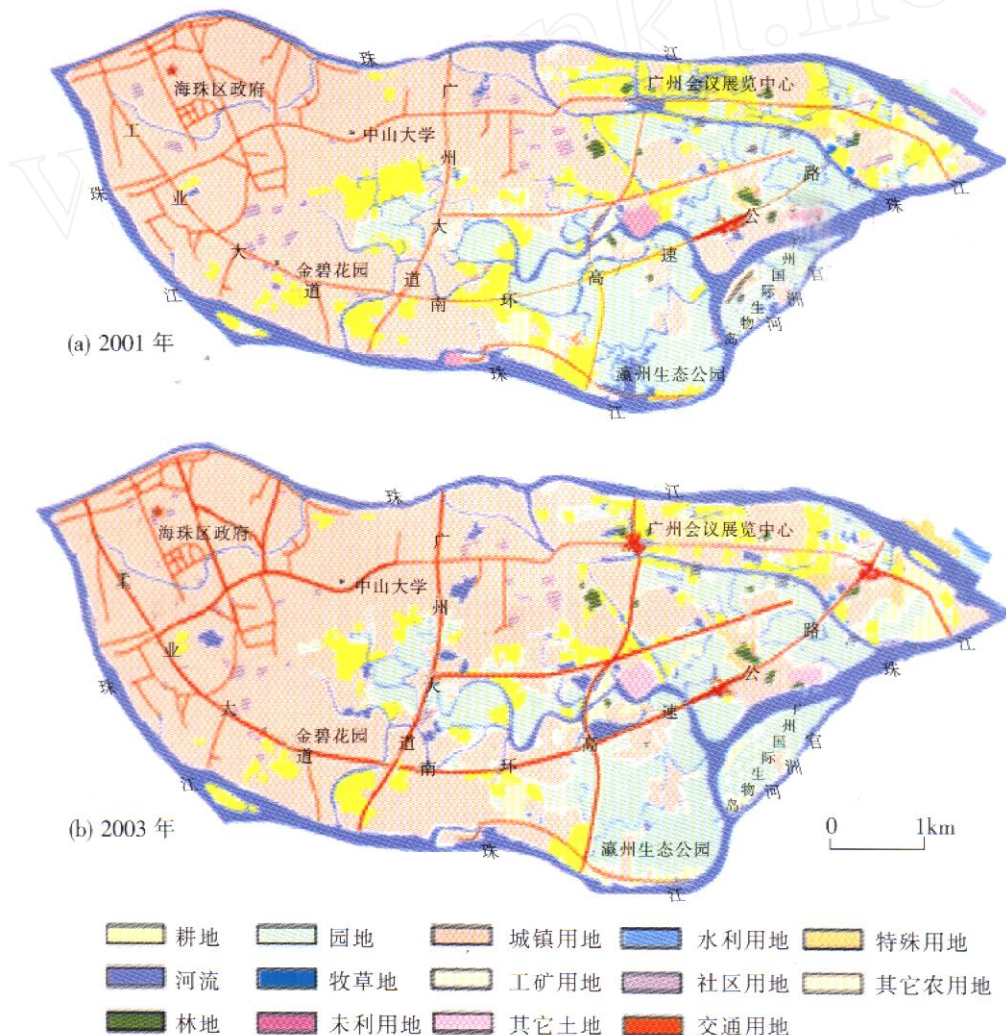 珠
江
海珠区政府
广
广州会议展览中心
工
中山大学
州
珠
业
大
路
江
珠
公
大
金碧花园
道
道
南
环
高
速
江
广州国际生物岛
官洲河
(a) 2001 年
珠
瀛州生态公园
江
珠
江
海珠区政府
广
广州会议展览中心
工
中山大学
州
业
大
路
江
珠
珠
大
公
速
金碧花园
道
道
南
环
高
江
广州国际生物岛
官洲河
(b) 2003 年
珠
瀛州生态公园
江
0 1km
耕地 园地 城镇用地 水利用地 特殊用地
河流 牧草地 工矿用地 社区用地 其它农用地
林地 未利用地 其它土地 交通用地